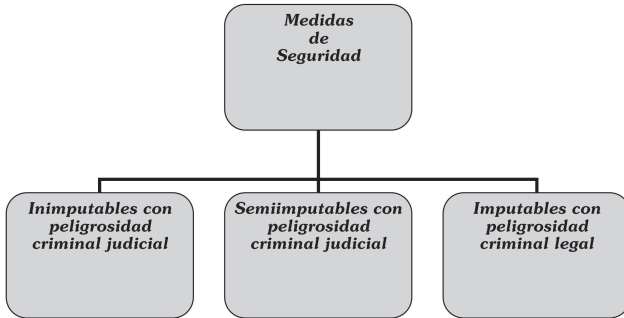 Medidas
de
Seguridad
Inimputables con
peligrosidad
criminal judicial
Semiimputables con
peligrosidad
criminal judicial
Imputables con
peligrosidad
criminal legal